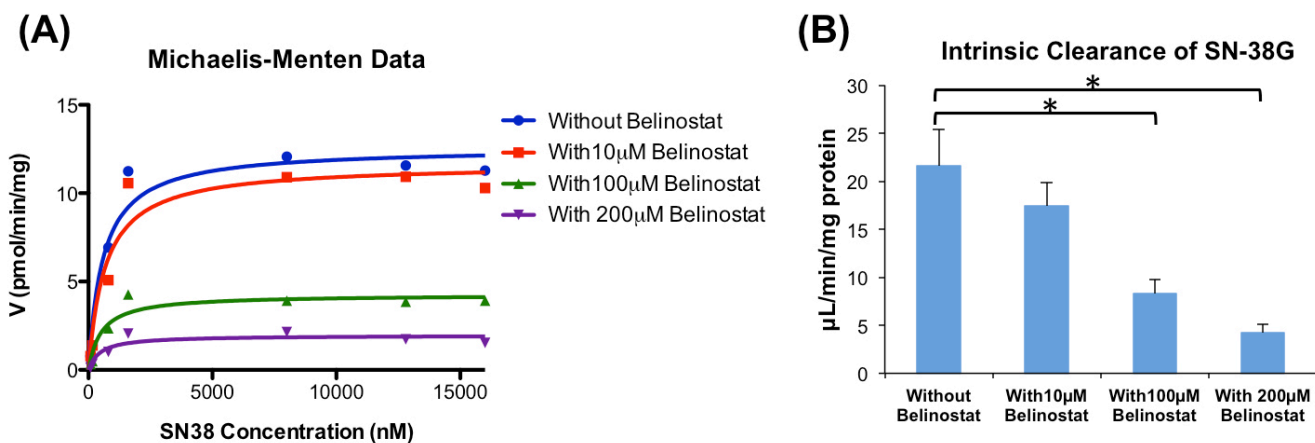 (A)
Michaelis-Menten Data
15
10
5
0
V (pmol/min/mg)
0
5000
10000
15000
SN38 Concentration (nM)
Without Belinostat
With10μM Belinostat
With100μM Belinostat
With 200μM Belinostat
(B)
Intrinsic Clearance of SN-38G
30
25
20
15
10
5
0
μL/min/mg protein
*
*
Without
Belinostat
With10μM
Belinostat
With100μM
Belinostat
With 200μM
Belinostat